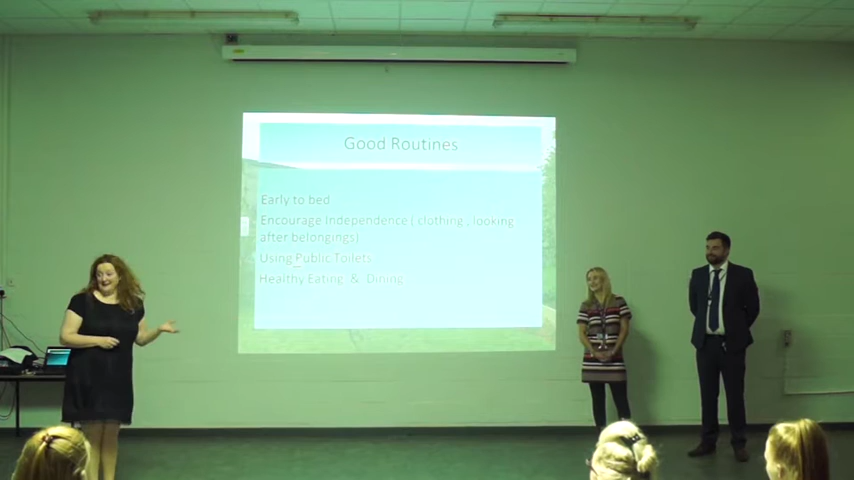 Good Routines
Early to bed
Encourage Independence ( clothing , looking
after belongings)
Using Public Toilets
Healthy Eating & Dining